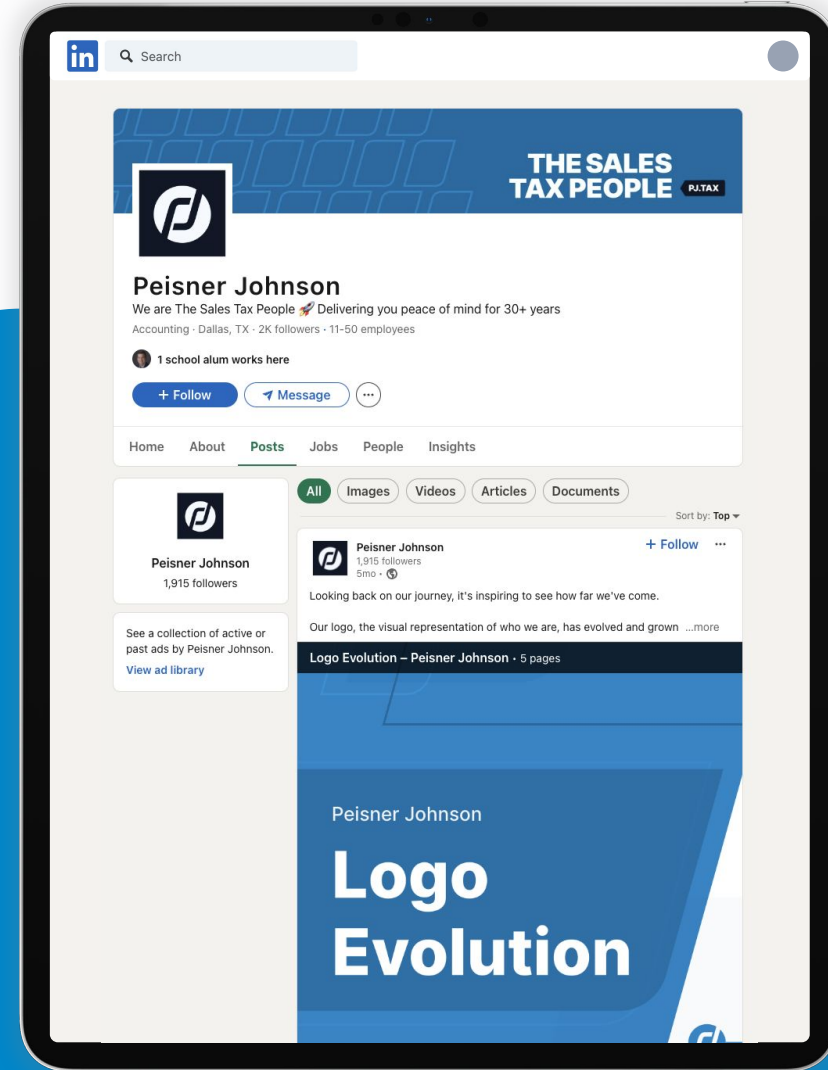 in
Search
THE SALES
TAX PEOPLE PJ.TAX
Peisner Johnson
We are The Sales Tax People 🚀 Delivering you peace of mind for 30+ years
Accounting · Dallas, TX · 2K followers · 11-50 employees
1 school alum works here
+ Follow
Message
Home About Posts Jobs People Insights
All Images Videos Articles Documents
Sort by: Top
Peisner Johnson
1,915 followers
See a collection of active or
past ads by Peisner Johnson.
View ad library
Peisner Johnson
+ Follow
1,915 followers
5mo ·
Looking back on our journey, it's inspiring to see how far we've come.
Our logo, the visual representation of who we are, has evolved and grown ...more
Logo Evolution – Peisner Johnson · 5 pages
Peisner Johnson
Logo
Evolution